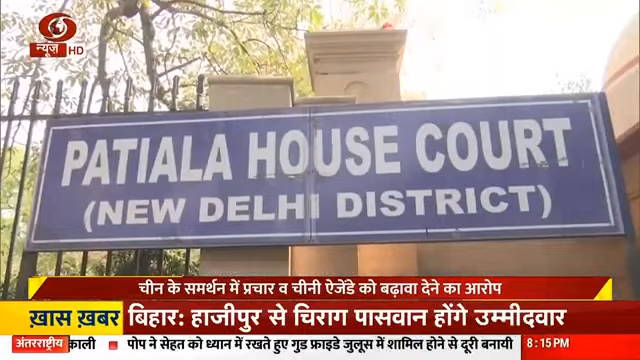 न्यूज़ HD
PATIALA HOUSE COURT
(NEW DELHI DISTRICT)
चीन के समर्थन में प्रचार व चीनी ऐजेंडे को बढ़ावा देने का आरोप
ख़ास ख़बर बिहार: हाजीपुर से चिराग पासवान होंगे उम्मीदवार
अंतरराष्ट्रीय काली पोप ने सेहत को ध्यान में रखते हुए गुड फ्राइडे जुलूस में शामिल होने से दूरी बनायी 8:15 PM